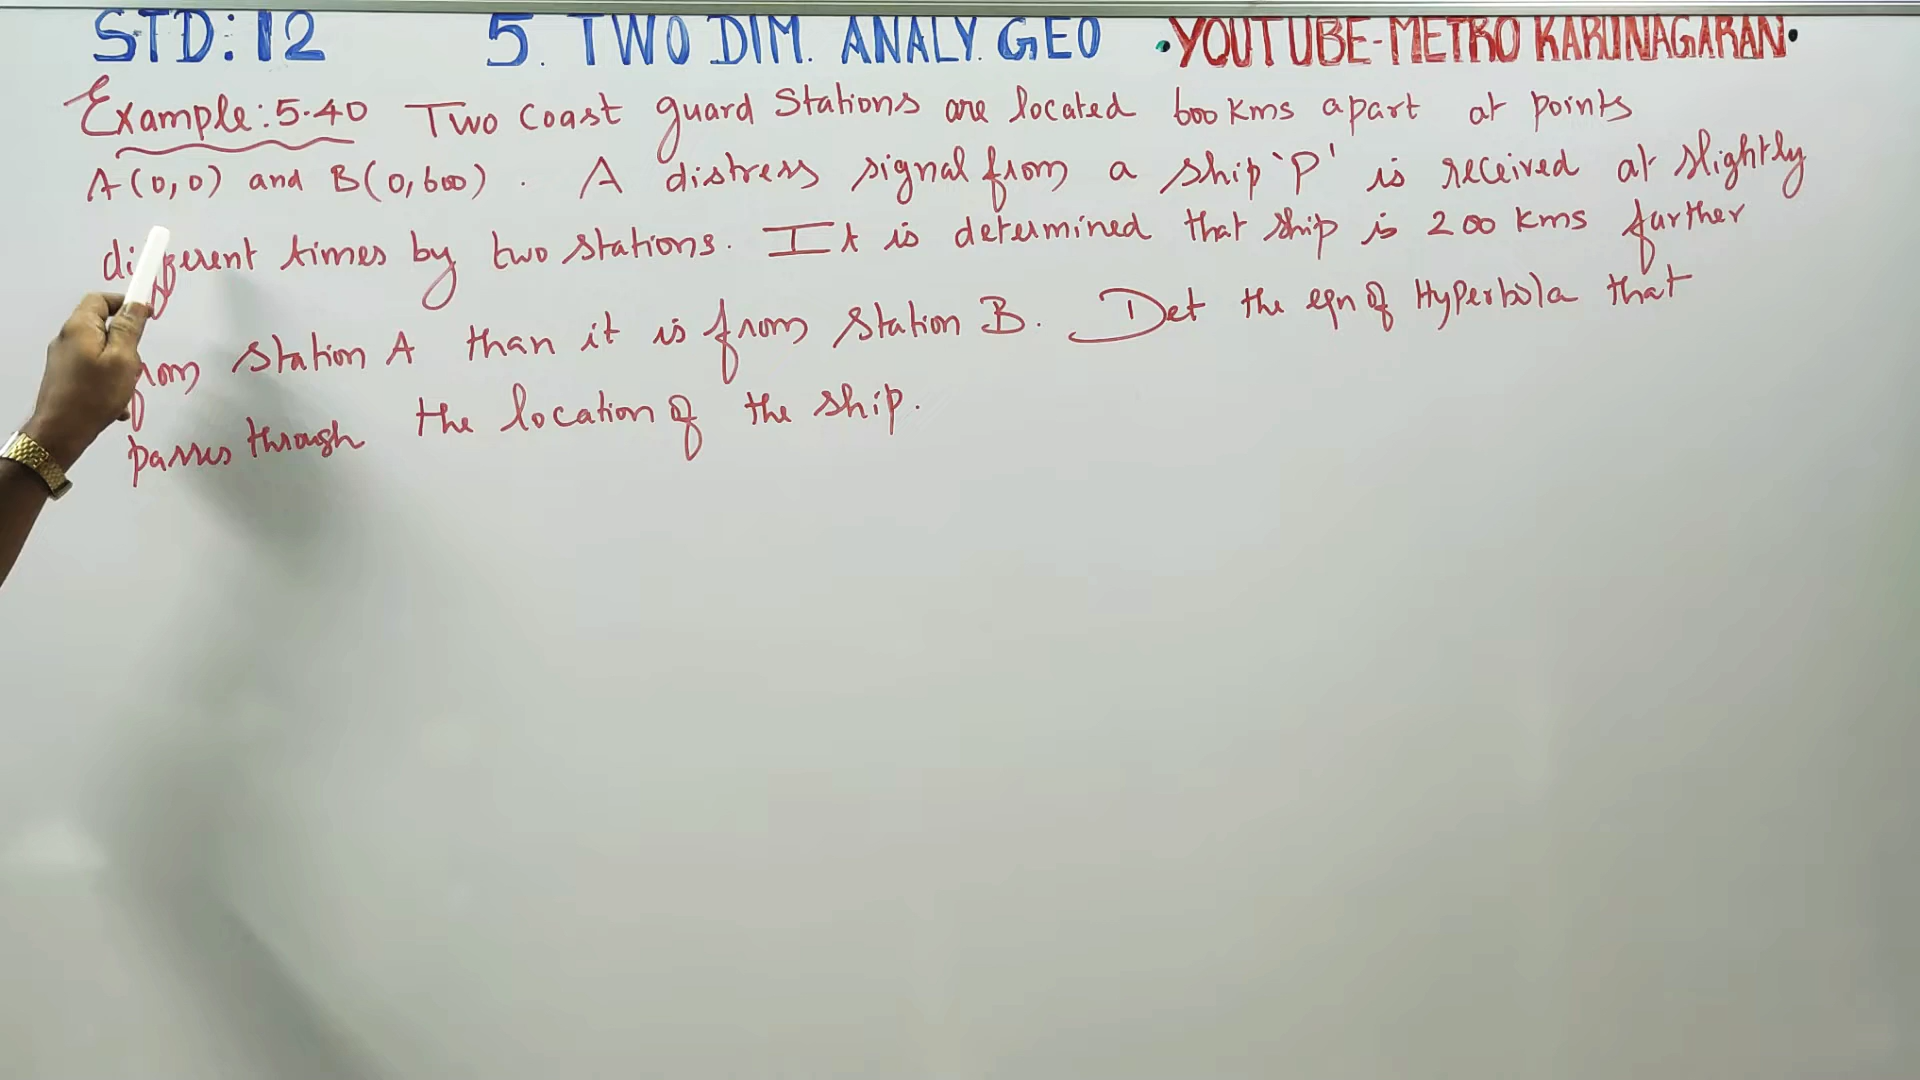 STD: 12 5. TWO DIM. ANALY. GEO •YOUTUBE-METRO KARUNAGARAN•
Example: 5.40 Two Coast guard Stations are located 600 kms apart at points
A(0,0) and B(0,600). A distress signal from a ship 'P' is received at slightly
different times by two stations. It is determined that ship is 200 kms farther
from station A than it is from station B. Det the eqn of Hyperbola that
passes through the location of the ship.